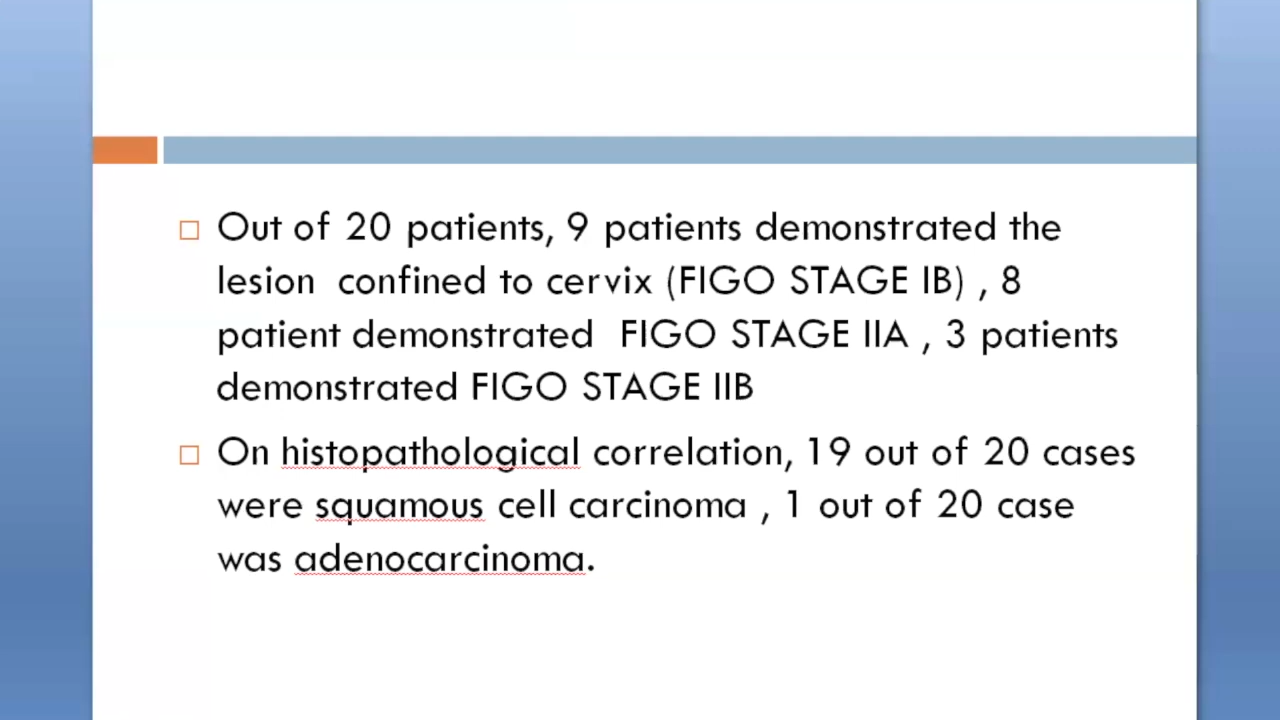 Out of 20 patients, 9 patients demonstrated the
lesion  confined to cervix (FIGO STAGE IB) , 8
patient demonstrated  FIGO STAGE IIA , 3 patients
demonstrated FIGO STAGE IIB
On histopathological correlation, 19 out of 20 cases
were squamous cell carcinoma , 1 out of 20 case
was adenocarcinoma.